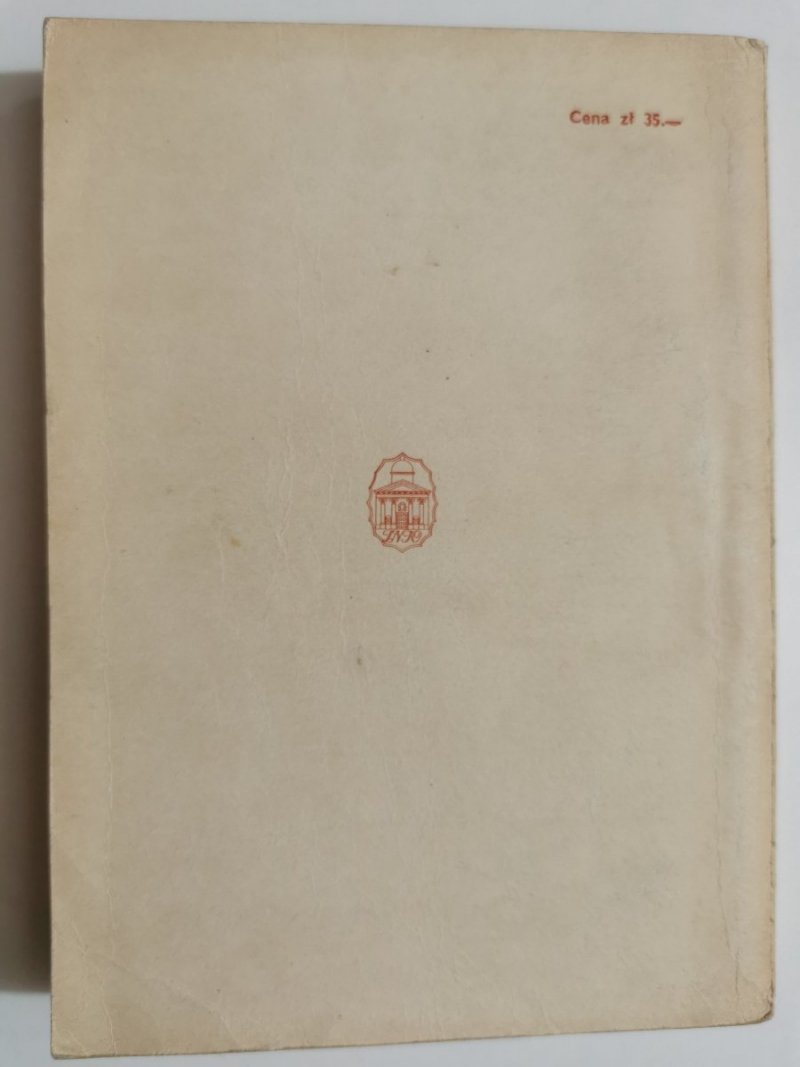 Cena zł 35.—